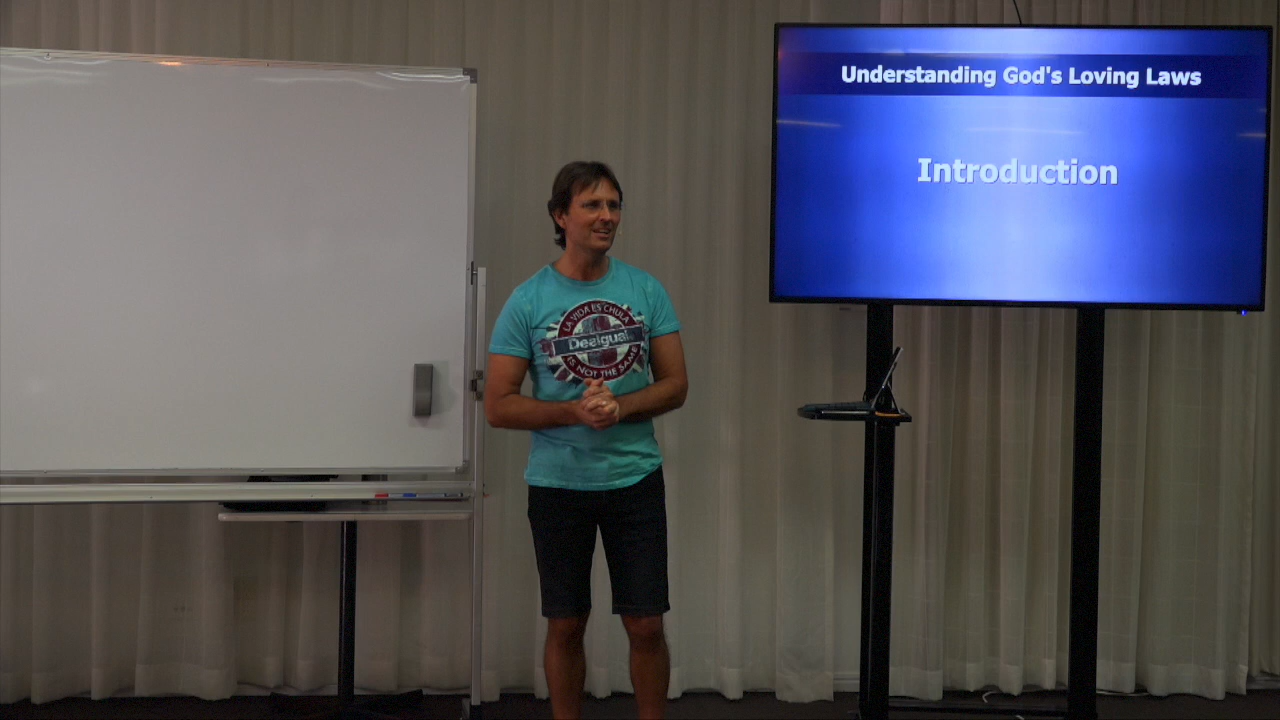 Understanding God's Loving Laws
Introduction
LA VIDA ES CHULA
Desigual
IS NOT THE SAME